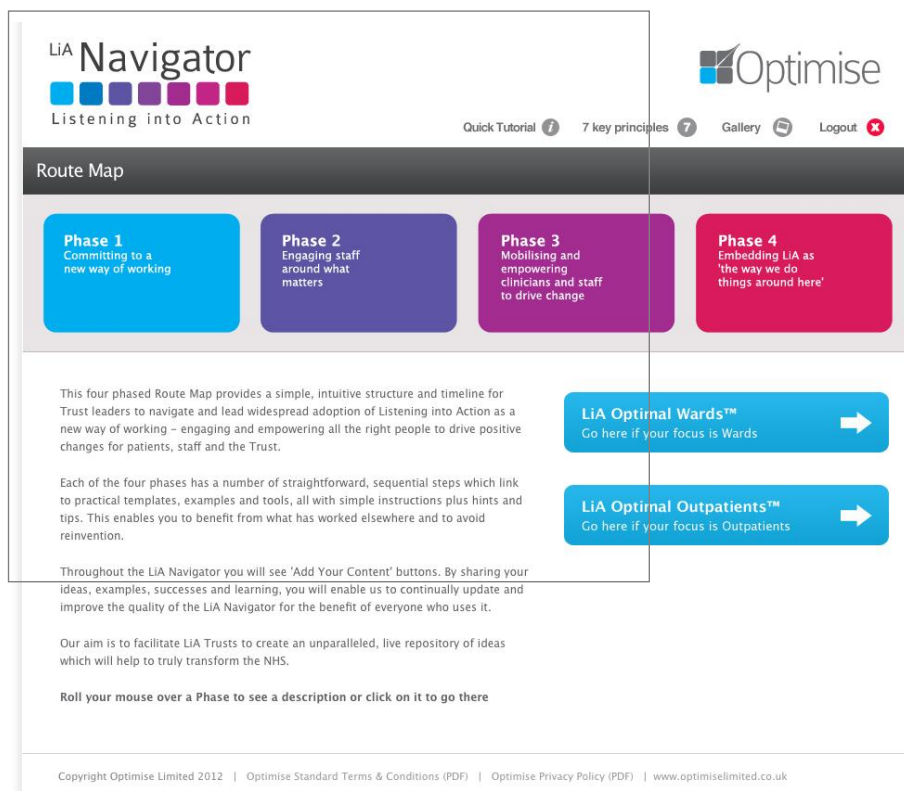 LiA Navigator
Listening into Action
Optimise
Quick Tutorial i
7 key principles 7
Gallery
Logout X
Route Map
Phase 1
Committing to a
new way of working
Phase 2
Engaging staff
around what
matters
Phase 3
Mobilising and
empowering
clinicians and staff
to drive change
Phase 4
Embedding LiA as
'the way we do
things around here'
This four phased Route Map provides a simple, intuitive structure and timeline for
Trust leaders to navigate and lead widespread adoption of Listening into Action as a
new way of working – engaging and empowering all the right people to drive positive
changes for patients, staff and the Trust.
Each of the four phases has a number of straightforward, sequential steps which link
to practical templates, examples and tools, all with simple instructions plus hints and
tips. This enables you to benefit from what has worked elsewhere and to avoid
reinvention.
Throughout the LiA Navigator you will see 'Add Your Content' buttons. By sharing your
ideas, examples, successes and learning, you will enable us to continually update and
improve the quality of the LiA Navigator for the benefit of everyone who uses it.
Our aim is to facilitate LiA Trusts to create an unparalleled, live repository of ideas
which will help to truly transform the NHS.
Roll your mouse over a Phase to see a description or click on it to go there
LiA Optimal Wards™
Go here if your focus is Wards
LiA Optimal Outpatients™
Go here if your focus is Outpatients
Copyright Optimise Limited 2012 | Optimise Standard Terms & Conditions (PDF) | Optimise Privacy Policy (PDF) | www.optimiselimited.co.uk